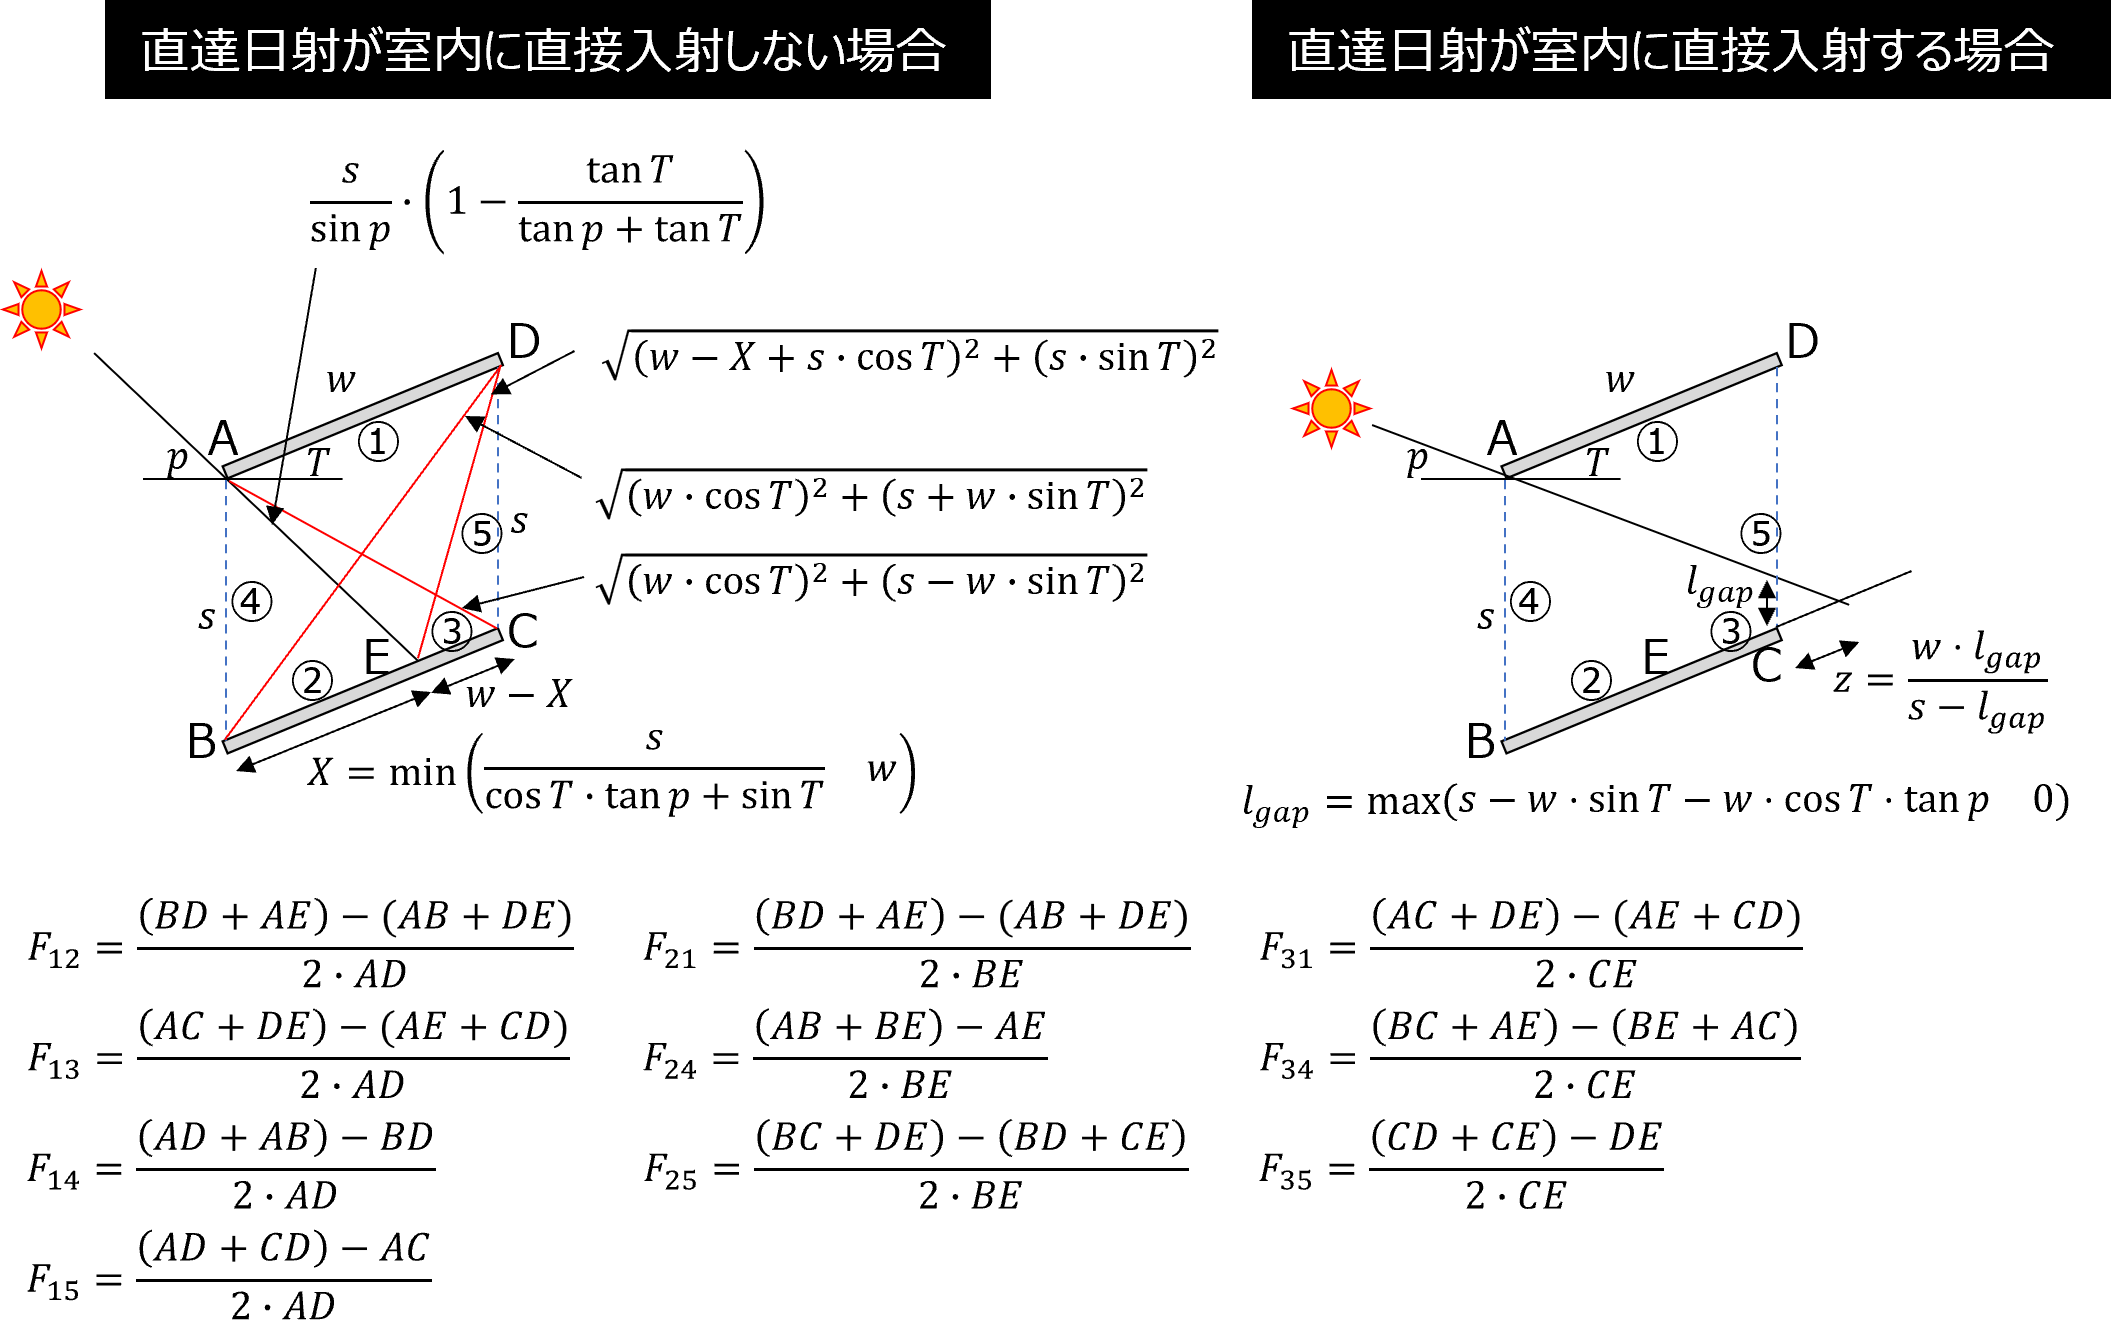 直達日射が室内に直接入射しない場合
直達日射が室内に直接入射する場合
\frac{s}{\sin p} \cdot \left(1 - \frac{\tan T}{\tan p + \tan T}\right)
D
\sqrt{(w - X + s \cdot \cos T)^2 + (s \cdot \sin T)^2}
w
A
①
p
T
\sqrt{(w \cdot \cos T)^2 + (s + w \cdot \sin T)^2}
⑤
s
\sqrt{(w \cdot \cos T)^2 + (s - w \cdot \sin T)^2}
s
④
③
C
E
②
w - X
B
X = \min\left(\frac{s}{\cos T \cdot \tan p + \sin T} \quad w\right)
D
w
A
①
p
T
⑤
l_{gap}
s
④
③
C
E
②
z = \frac{w \cdot l_{gap}}{s - l_{gap}}
B
l_{gap} = \max(s - w \cdot \sin T - w \cdot \cos T \cdot \tan p \quad 0)
F_{12} = \frac{(BD + AE) - (AB + DE)}{2 \cdot AD}
F_{21} = \frac{(BD + AE) - (AB + DE)}{2 \cdot BE}
F_{31} = \frac{(AC + DE) - (AE + CD)}{2 \cdot CE}
F_{13} = \frac{(AC + DE) - (AE + CD)}{2 \cdot AD}
F_{24} = \frac{(AB + BE) - AE}{2 \cdot BE}
F_{34} = \frac{(BC + AE) - (BE + AC)}{2 \cdot CE}
F_{14} = \frac{(AD + AB) - BD}{2 \cdot AD}
F_{25} = \frac{(BC + DE) - (BD + CE)}{2 \cdot BE}
F_{35} = \frac{(CD + CE) - DE}{2 \cdot CE}
F_{15} = \frac{(AD + CD) - AC}{2 \cdot AD}